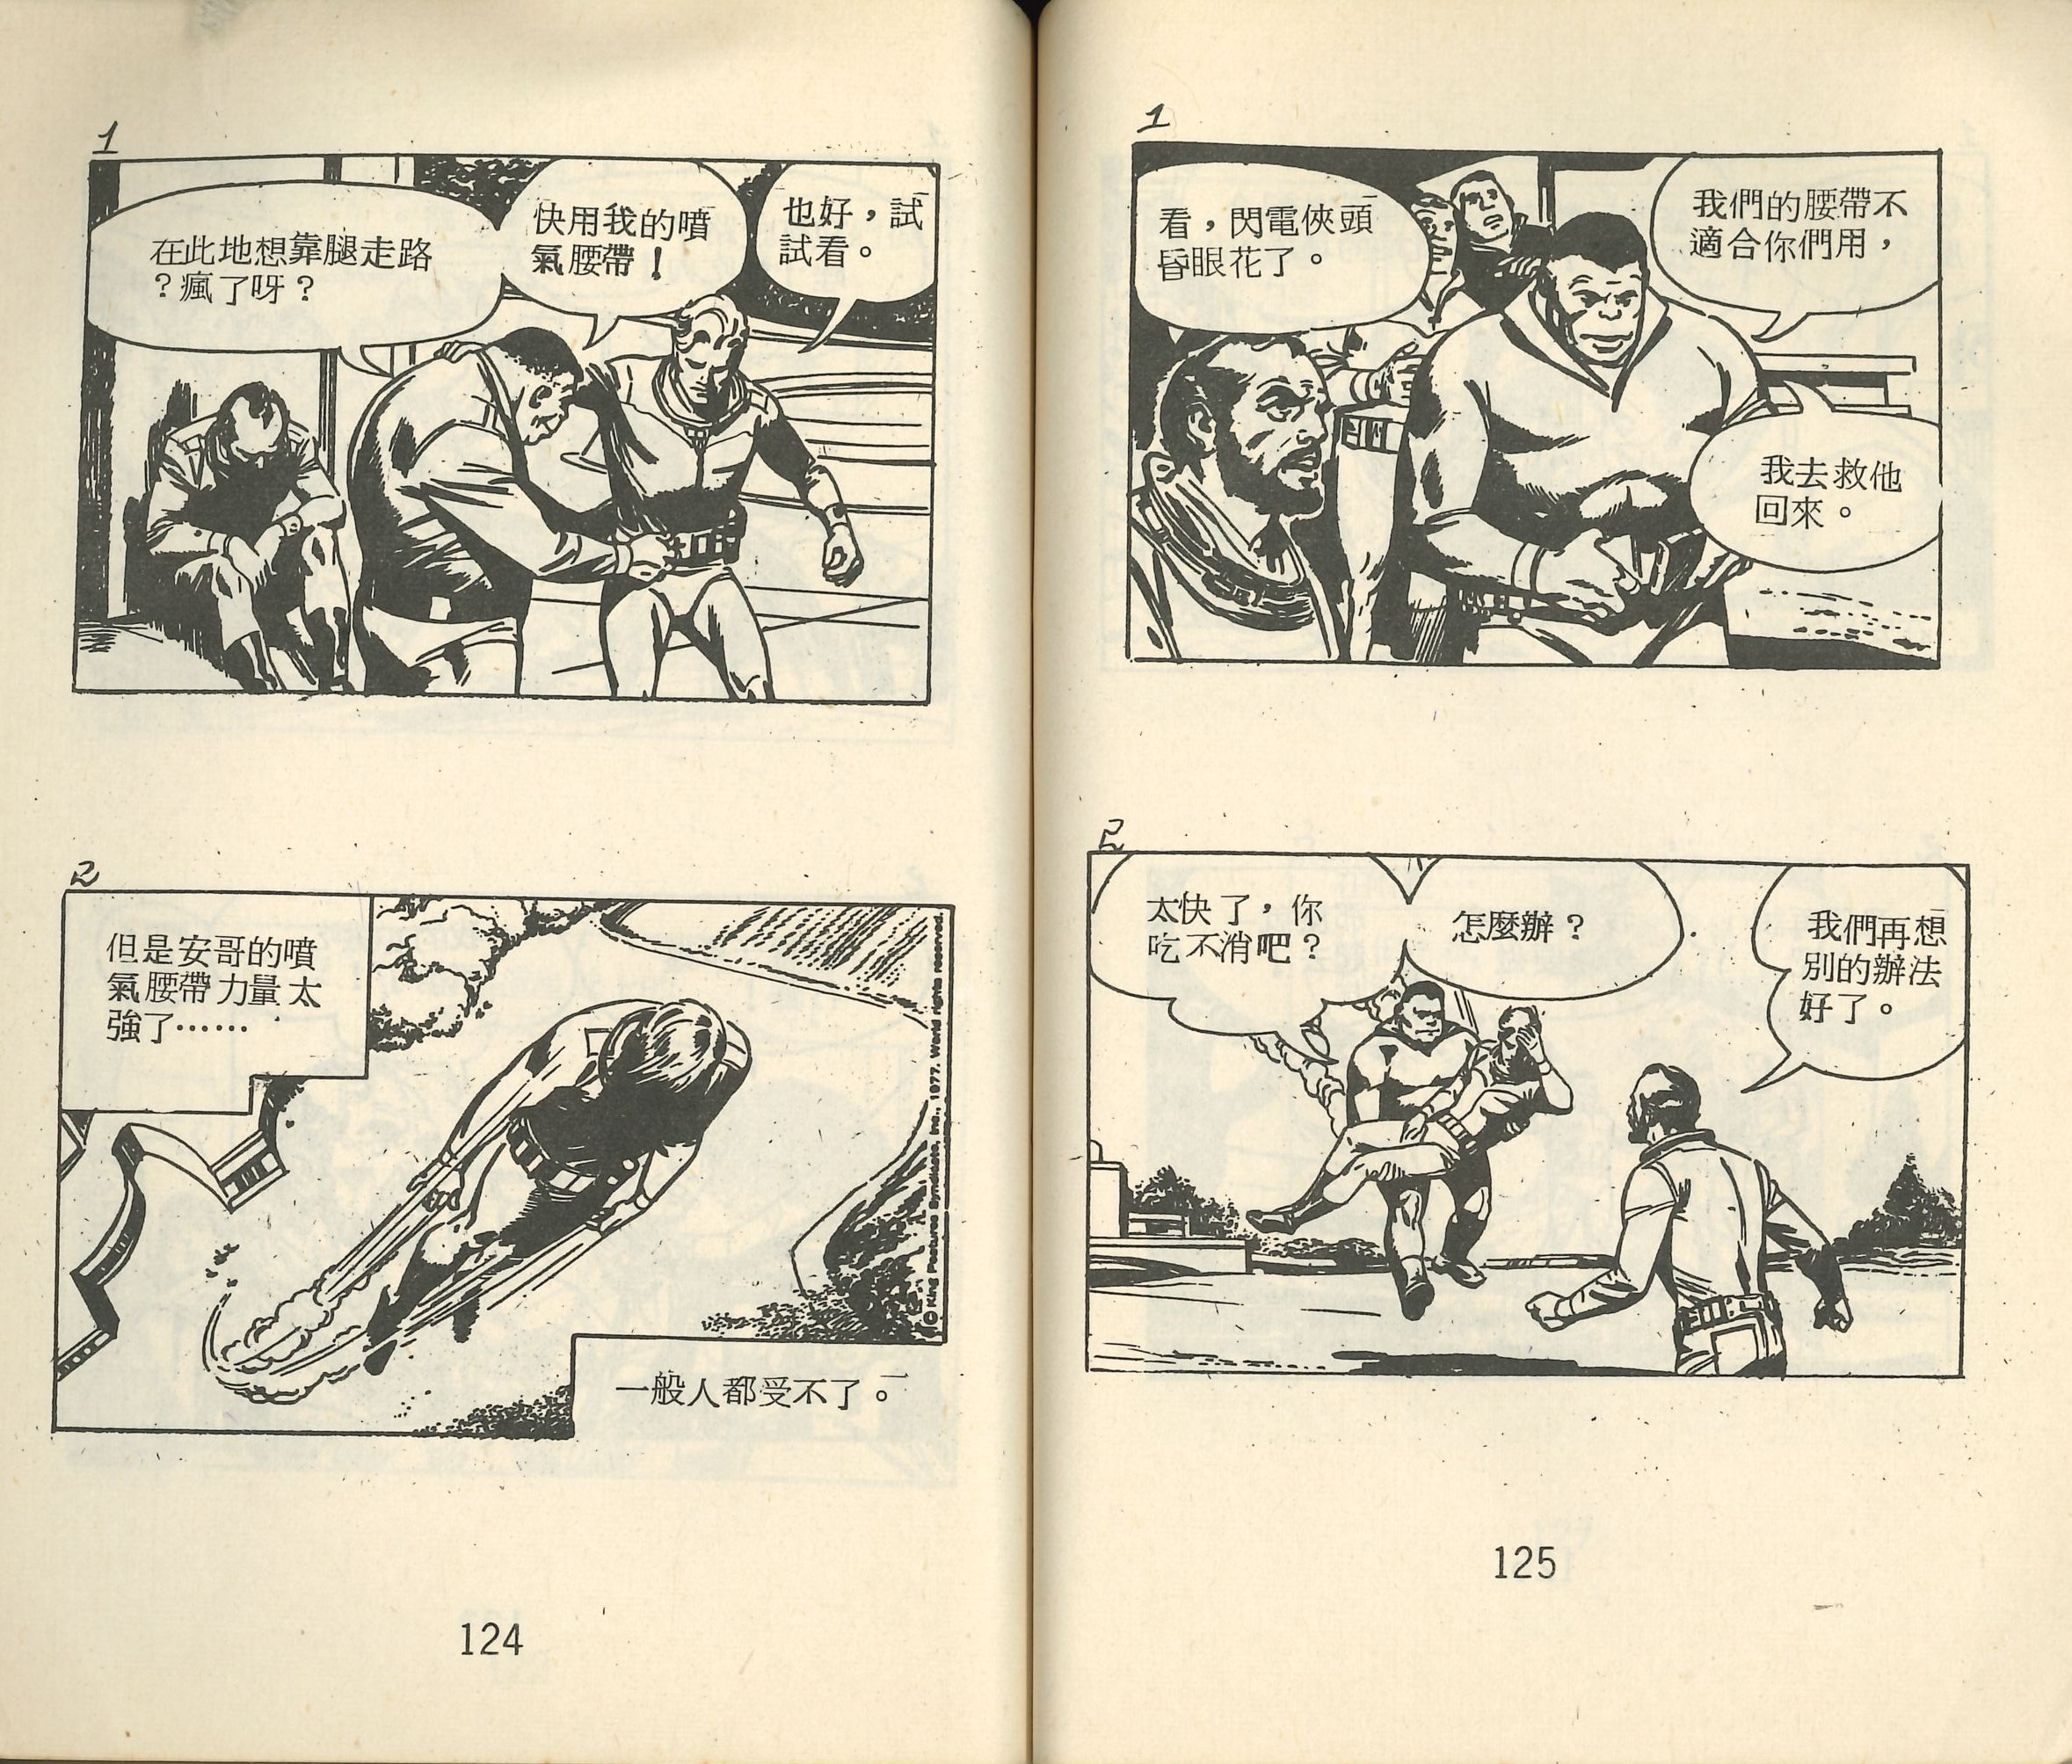 1
在此地想靠腿走路
？瘋了呀？
快用我的噴
氣腰帶！
也好，試
試看。
2
但是安哥的噴
氣腰帶力量太
強了……
© King Features Syndicate, Inc., 1977. World rights reserved.
一般人都受不了。
124
1
看，閃電俠頭
昏眼花了。
我們的腰帶不
適合你們用，
我去救他
回來。
2
太快了，你
吃不消吧？
怎麼辦？
我們再想
別的辦法
好了。
125